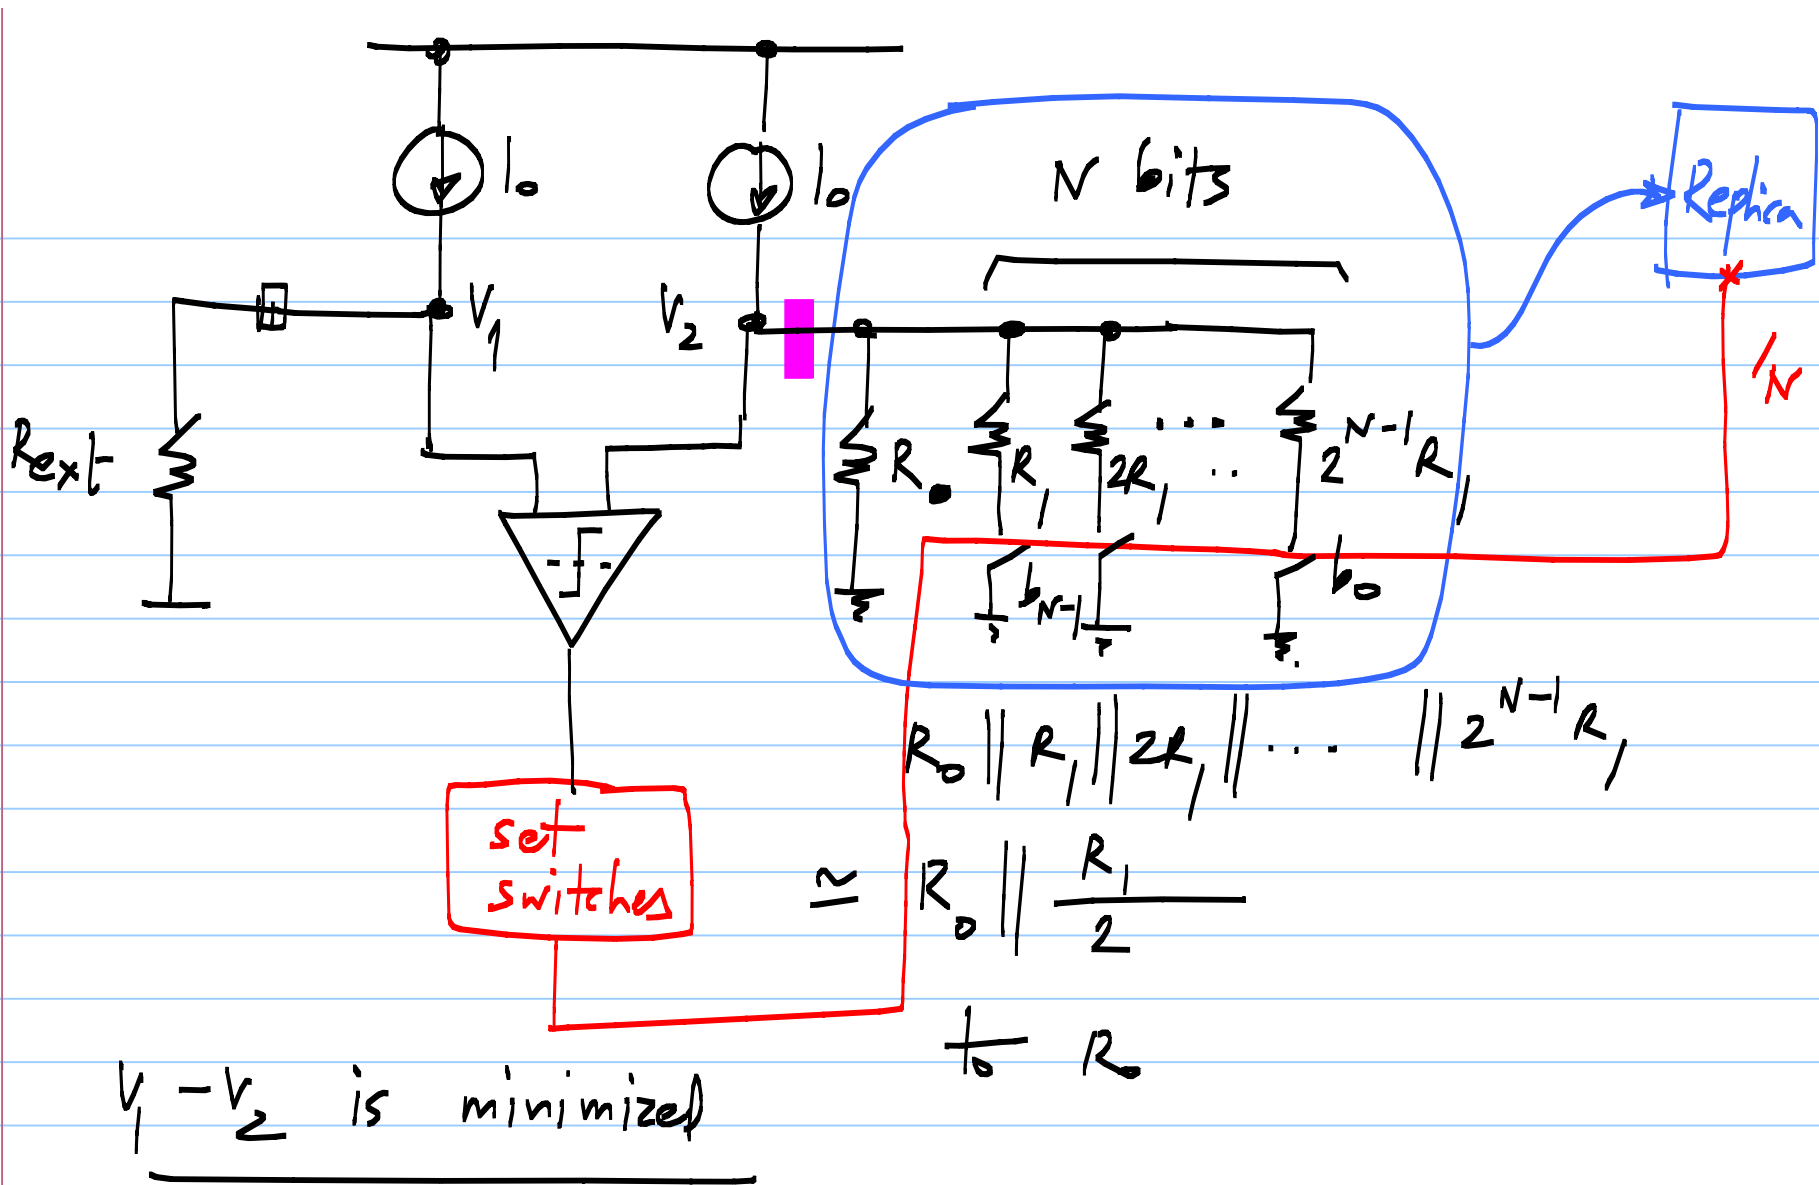 I₀ I₀ N bits Replica
V₁ V₂ /N
R_ext R₀ R₁ 2R₁ ... .. 2^{N-1} R₁
b_{N-1} b₀
R₀ || R₁ || 2R₁ || .... || 2^{N-1} R₁
set
switches
≃ R₀ || R₁/2
to R₀
V₁ - V₂ is minimized